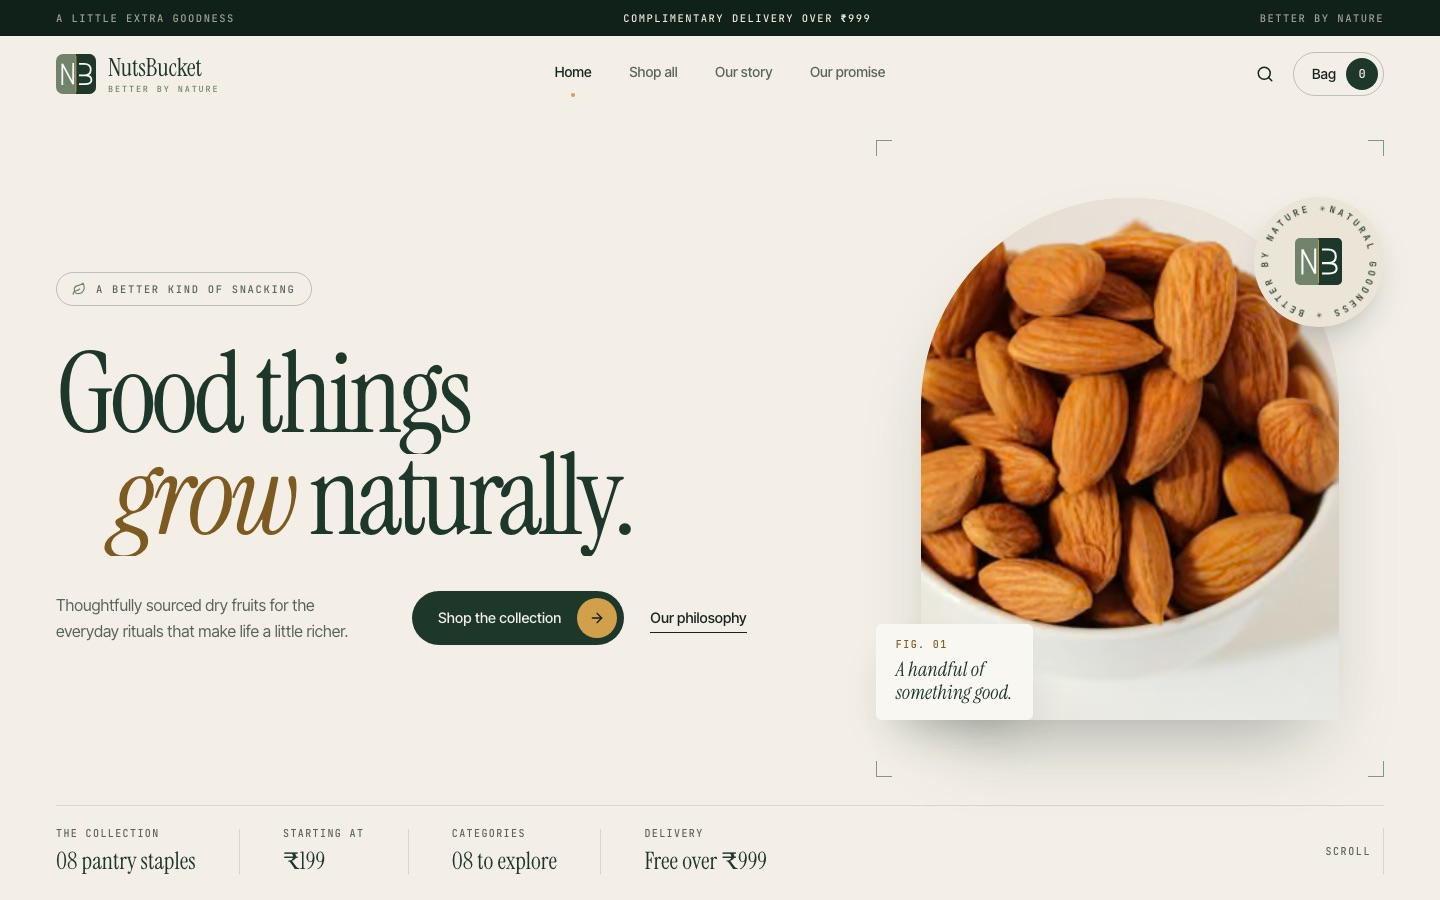 A LITTLE EXTRA GOODNESS
COMPLIMENTARY DELIVERY OVER ₹999
BETTER BY NATURE
NB
NutsBucket
BETTER BY NATURE
Home
Shop all
Our story
Our promise
Bag
0
A BETTER KIND OF SNACKING
Good things
grow naturally.
Thoughtfully sourced dry fruits for the
everyday rituals that make life a little richer.
Shop the collection
Our philosophy
NATURAL GOODNESS * BETTER BY NATURE *
NB
FIG. 01
A handful of
something good.
THE COLLECTION
08 pantry staples
STARTING AT
₹199
CATEGORIES
08 to explore
DELIVERY
Free over ₹999
SCROLL